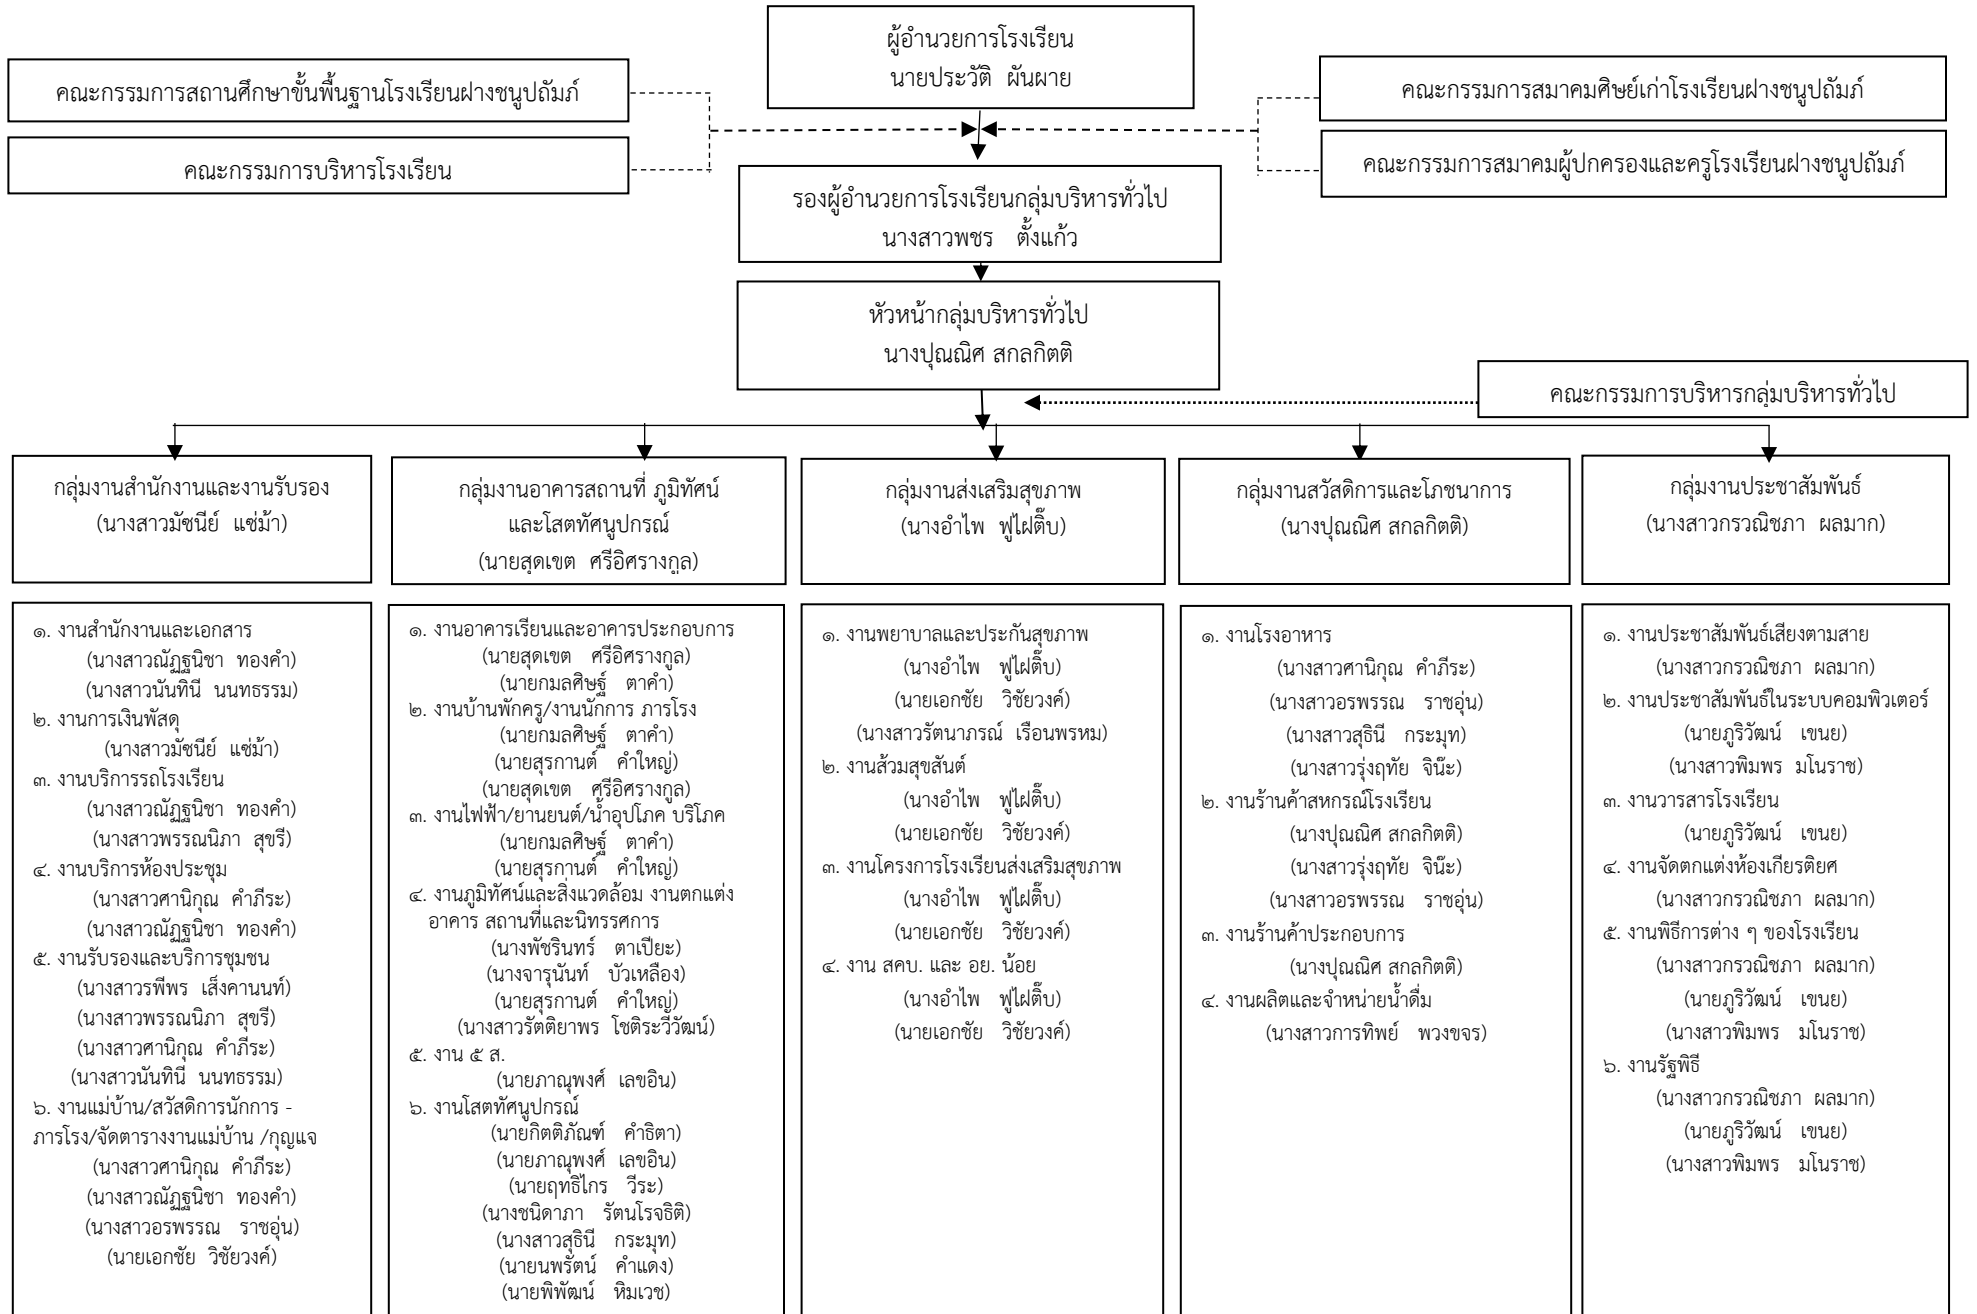 ผู้อำนวยการโรงเรียน
นายประวัติ ผันผาย
คณะกรรมการสถานศึกษาขั้นพื้นฐานโรงเรียนฝางชนูปถัมภ์
คณะกรรมการบริหารโรงเรียน
คณะกรรมการสมาคมศิษย์เก่าโรงเรียนฝางชนูปถัมภ์
คณะกรรมการสมาคมผู้ปกครองและครูโรงเรียนฝางชนูปถัมภ์
รองผู้อำนวยการโรงเรียนกลุ่มบริหารทั่วไป
นางสาวพชร ตั้งแก้ว
หัวหน้ากลุ่มบริหารทั่วไป
นางปุณณิศ สกลกิตติ
คณะกรรมการบริหารกลุ่มบริหารทั่วไป
กลุ่มงานสำนักงานและงานรับรอง
(นางสาวมัชนีย์ แซ่ม้า)
๑. งานสำนักงานและเอกสาร
(นางสาวณัฏฐนิชา ทองคำ)
(นางสาวนันทินี นนทธรรม)
๒. งานการเงินพัสดุ
(นางสาวมัชนีย์ แซ่ม้า)
๓. งานบริการรถโรงเรียน
(นางสาวณัฏฐนิชา ทองคำ)
(นางสาวพรรณนิภา สุขรี)
๔. งานบริการห้องประชุม
(นางสาวศานิกุณ คำภีระ)
(นางสาวณัฏฐนิชา ทองคำ)
๕. งานรับรองและบริการชุมชน
(นางสาวรพีพร เส็งคานนท์)
(นางสาวพรรณนิภา สุขรี)
(นางสาวศานิกุณ คำภีระ)
(นางสาวนันทินี นนทธรรม)
๖. งานแม่บ้าน/สวัสดิการนักการ -
ภารโรง/จัดตารางงานแม่บ้าน /กุญแจ
(นางสาวศานิกุณ คำภีระ)
(นางสาวณัฏฐนิชา ทองคำ)
(นางสาวอรพรรณ ราชอุ่น)
(นายเอกชัย วิชัยวงค์)
กลุ่มงานอาคารสถานที่ ภูมิทัศน์
และโสตทัศนูปกรณ์
(นายสุดเขต ศรีอิศรางกูล)
๑. งานอาคารเรียนและอาคารประกอบการ
(นายสุดเขต ศรีอิศรางกูล)
(นายกมลศิษฐ์ ตาคำ)
๒. งานบ้านพักครู/งานนักการ ภารโรง
(นายกมลศิษฐ์ ตาคำ)
(นายสุรกานต์ คำใหญ่)
(นายสุดเขต ศรีอิศรางกูล)
๓. งานไฟฟ้า/ยานยนต์/น้ำอุปโภค บริโภค
(นายกมลศิษฐ์ ตาคำ)
(นายสุรกานต์ คำใหญ่)
๔. งานภูมิทัศน์และสิ่งแวดล้อม งานตกแต่ง
อาคาร สถานที่และนิทรรศการ
(นางพัชรินทร์ ตาเปียะ)
(นางจารุนันท์ บัวเหลือง)
(นายสุรกานต์ คำใหญ่)
(นางสาวรัตติยาพร โชติระวีวัฒน์)
๕. งาน ๕ ส.
(นายภาณุพงศ์ เลขอิน)
๖. งานโสตทัศนูปกรณ์
(นายกิตติภัณฑ์ คำธิตา)
(นายภาณุพงศ์ เลขอิน)
(นายฤทธิไกร วีระ)
(นางชนิดาภา รัตนโรจธิติ)
(นางสาวสุธินี กระมุท)
(นายนพรัตน์ คำแดง)
(นายพิพัฒน์ หิมเวช)
กลุ่มงานส่งเสริมสุขภาพ
(นางอำไพ ฟูไฝติ๊บ)
๑. งานพยาบาลและประกันสุขภาพ
(นางอำไพ ฟูไฝติ๊บ)
(นายเอกชัย วิชัยวงค์)
(นางสาวรัตนาภรณ์ เรือนพรหม)
๒. งานส้วมสุขสันต์
(นางอำไพ ฟูไฝติ๊บ)
(นายเอกชัย วิชัยวงค์)
๓. งานโครงการโรงเรียนส่งเสริมสุขภาพ
(นางอำไพ ฟูไฝติ๊บ)
(นายเอกชัย วิชัยวงค์)
๔. งาน สคบ. และ อย. น้อย
(นางอำไพ ฟูไฝติ๊บ)
(นายเอกชัย วิชัยวงค์)
กลุ่มงานสวัสดิการและโภชนาการ
(นางปุณณิศ สกลกิตติ)
๑. งานโรงอาหาร
(นางสาวศานิกุณ คำภีระ)
(นางสาวอรพรรณ ราชอุ่น)
(นางสาวสุธินี กระมุท)
(นางสาวรุ่งฤทัย จิน๊ะ)
๒. งานร้านค้าสหกรณ์โรงเรียน
(นางปุณณิศ สกลกิตติ)
(นางสาวรุ่งฤทัย จิน๊ะ)
(นางสาวอรพรรณ ราชอุ่น)
๓. งานร้านค้าประกอบการ
(นางปุณณิศ สกลกิตติ)
๔. งานผลิตและจำหน่ายน้ำดื่ม
(นางสาวการทิพย์ พวงขจร)
กลุ่มงานประชาสัมพันธ์
(นางสาวกรวณิชภา ผลมาก)
๑. งานประชาสัมพันธ์เสียงตามสาย
(นางสาวกรวณิชภา ผลมาก)
๒. งานประชาสัมพันธ์ในระบบคอมพิวเตอร์
(นายภูริวัฒน์ เขนย)
(นางสาวพิมพร มโนราช)
๓. งานวารสารโรงเรียน
(นายภูริวัฒน์ เขนย)
๔. งานจัดตกแต่งห้องเกียรติยศ
(นางสาวกรวณิชภา ผลมาก)
๕. งานพิธีการต่าง ๆ ของโรงเรียน
(นางสาวกรวณิชภา ผลมาก)
(นายภูริวัฒน์ เขนย)
(นางสาวพิมพร มโนราช)
๖. งานรัฐพิธี
(นางสาวกรวณิชภา ผลมาก)
(นายภูริวัฒน์ เขนย)
(นางสาวพิมพร มโนราช)